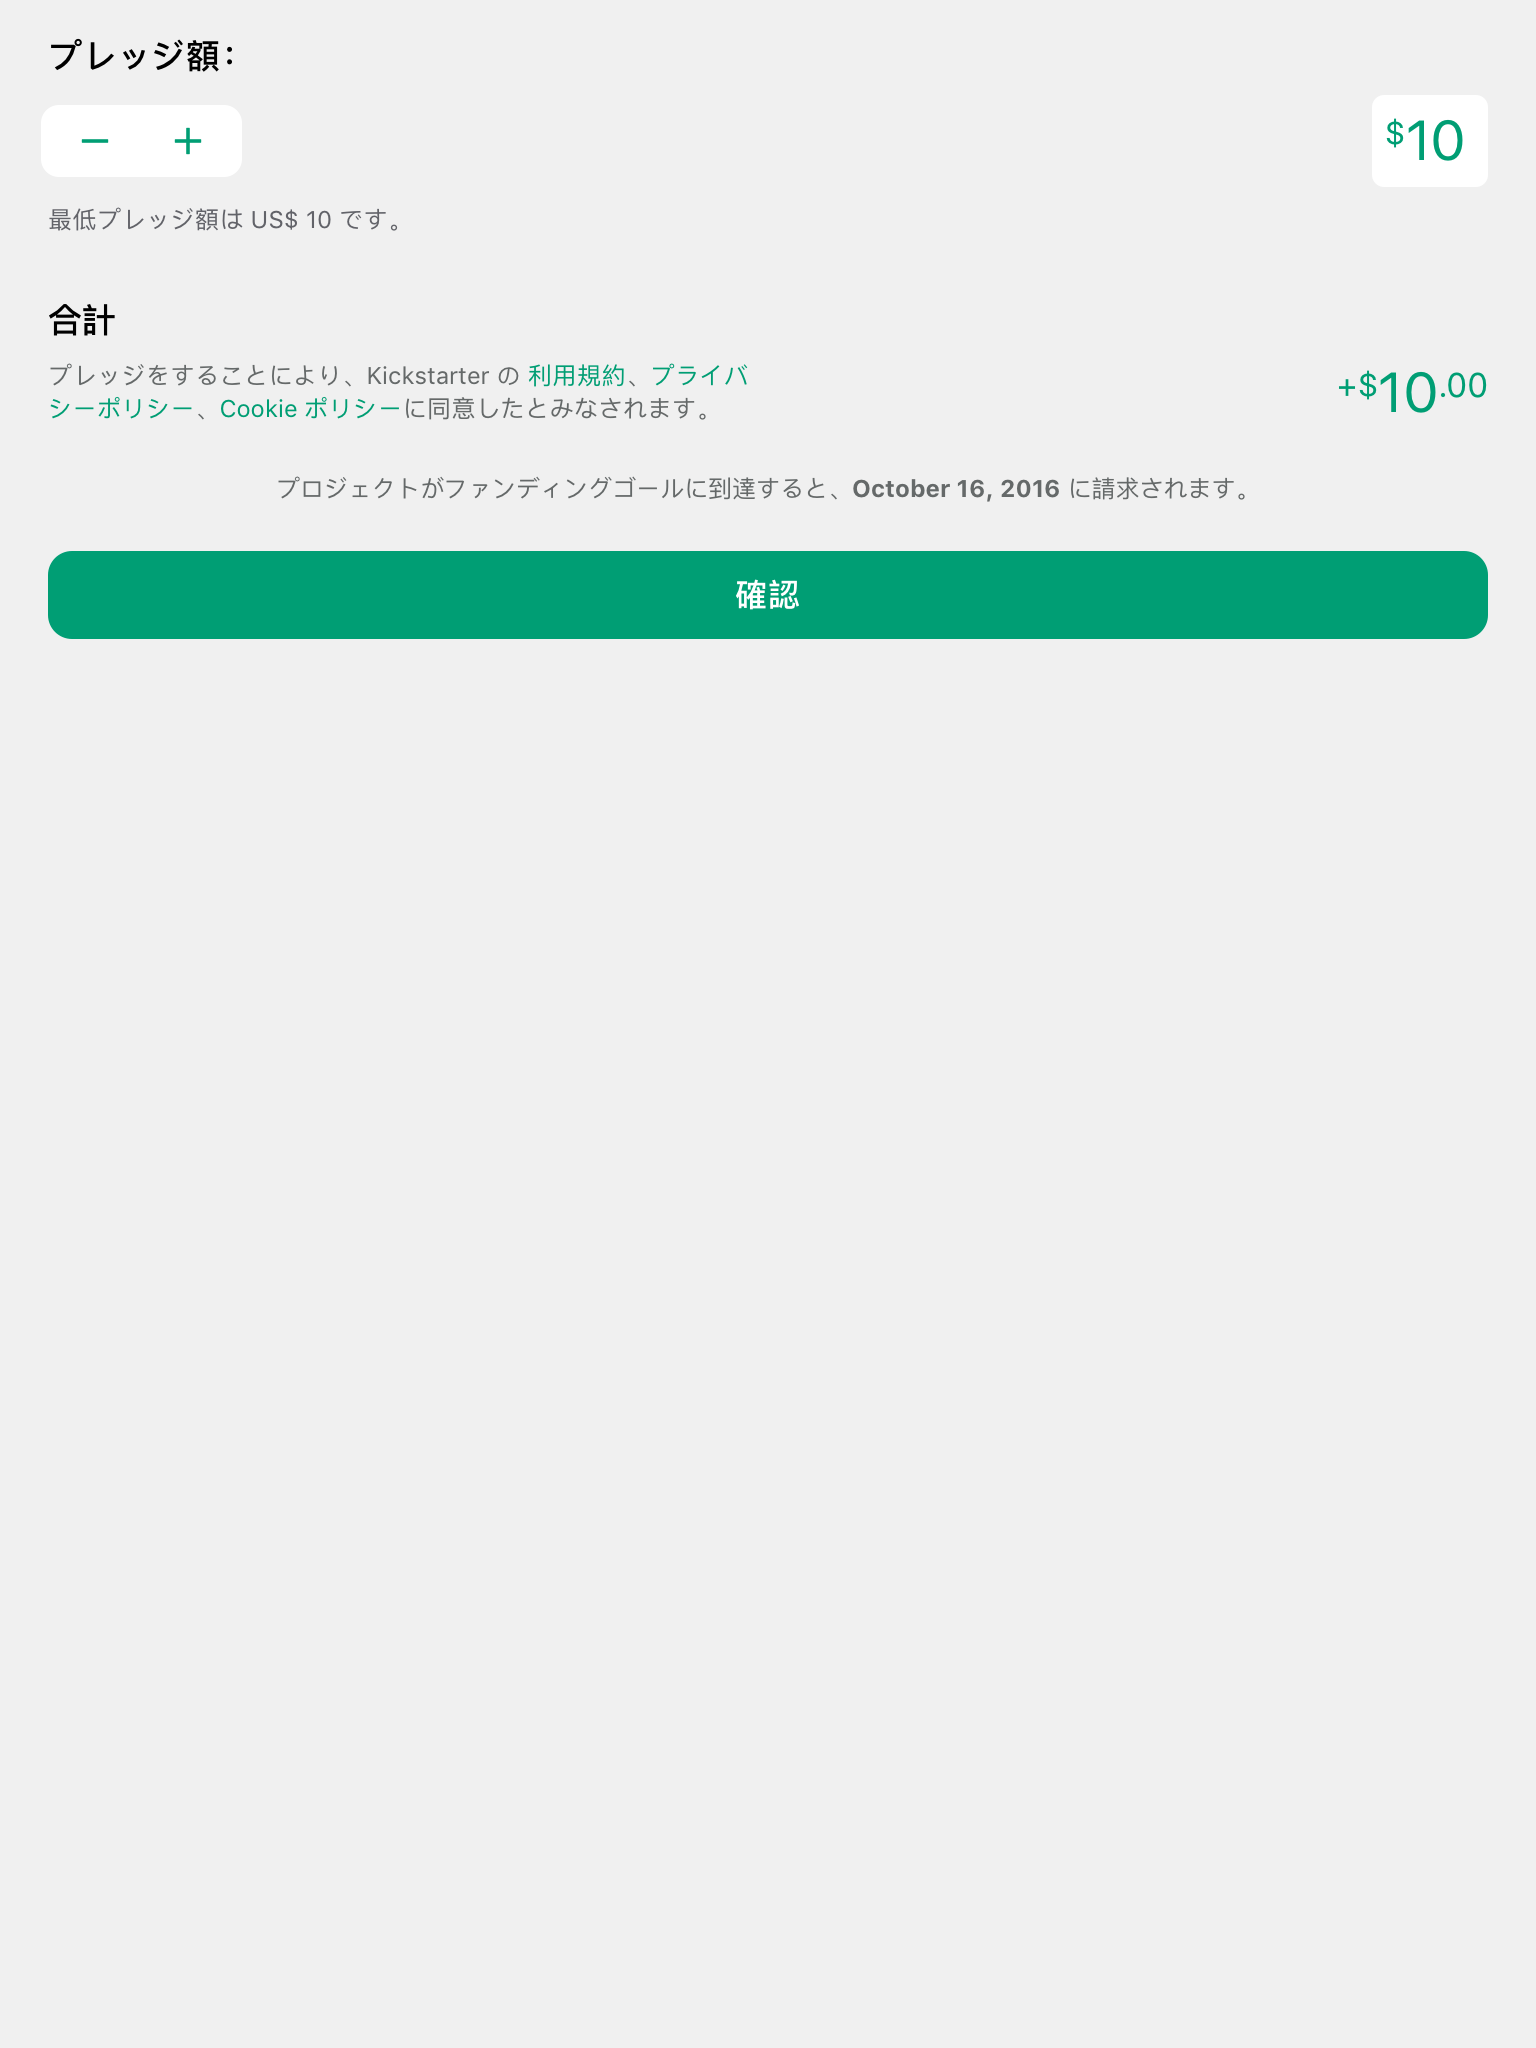 プレッジ額：
− +
$10
最低プレッジ額は US$ 10 です。
合計
プレッジをすることにより、Kickstarter の 利用規約、プライバ
シーポリシー、Cookie ポリシーに同意したとみなされます。
+$10.00
プロジェクトがファンディングゴールに到達すると、October 16, 2016 に請求されます。
確認